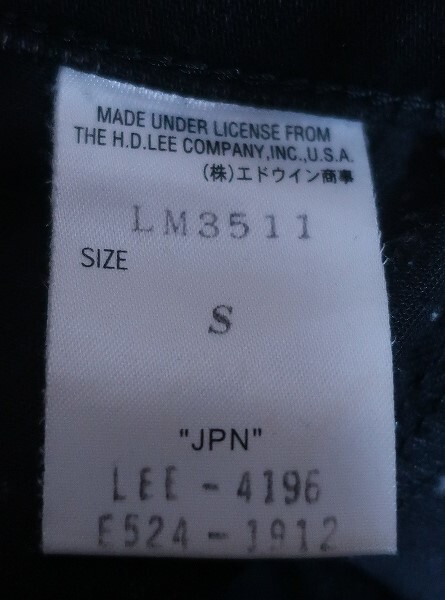 MADE UNDER LICENSE FROM
THE H.D.LEE COMPANY,INC.,U.S.A.
(株)エドウイン商事
LM3511
SIZE
S
"JPN"
LEE-4196
E524-1912